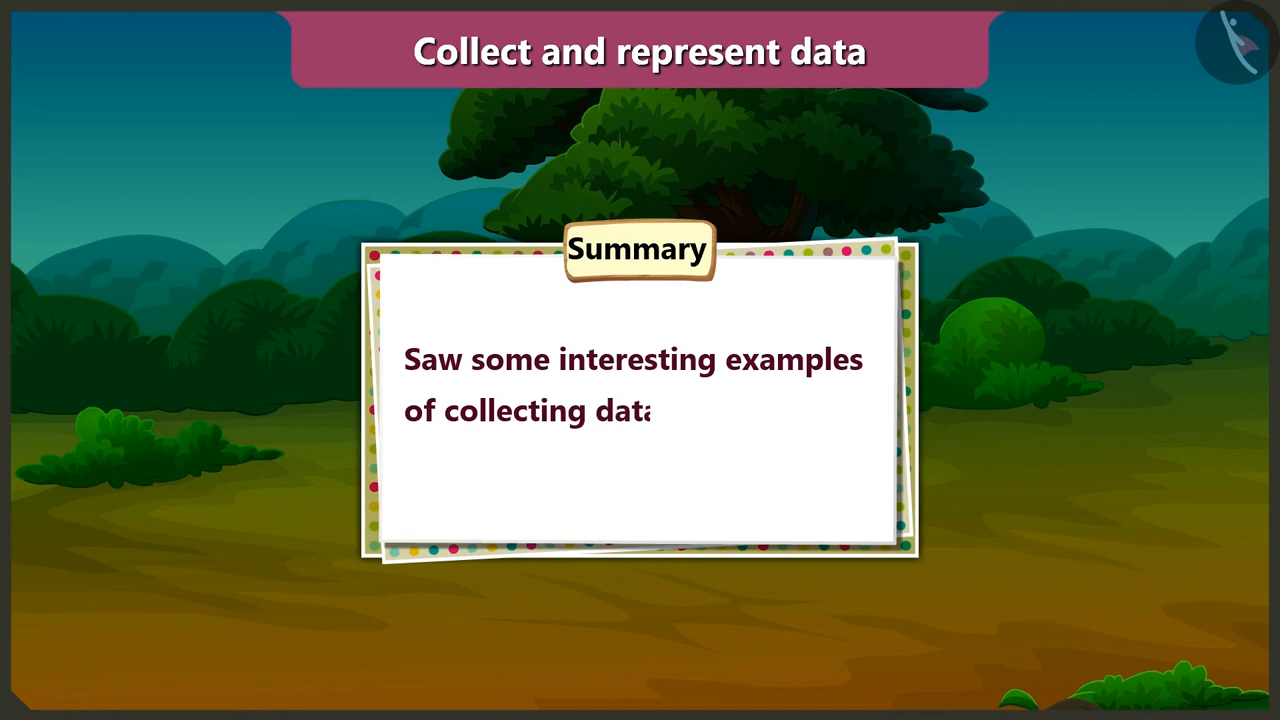 Collect and represent data
Summary
Saw some interesting examples
of collecting data